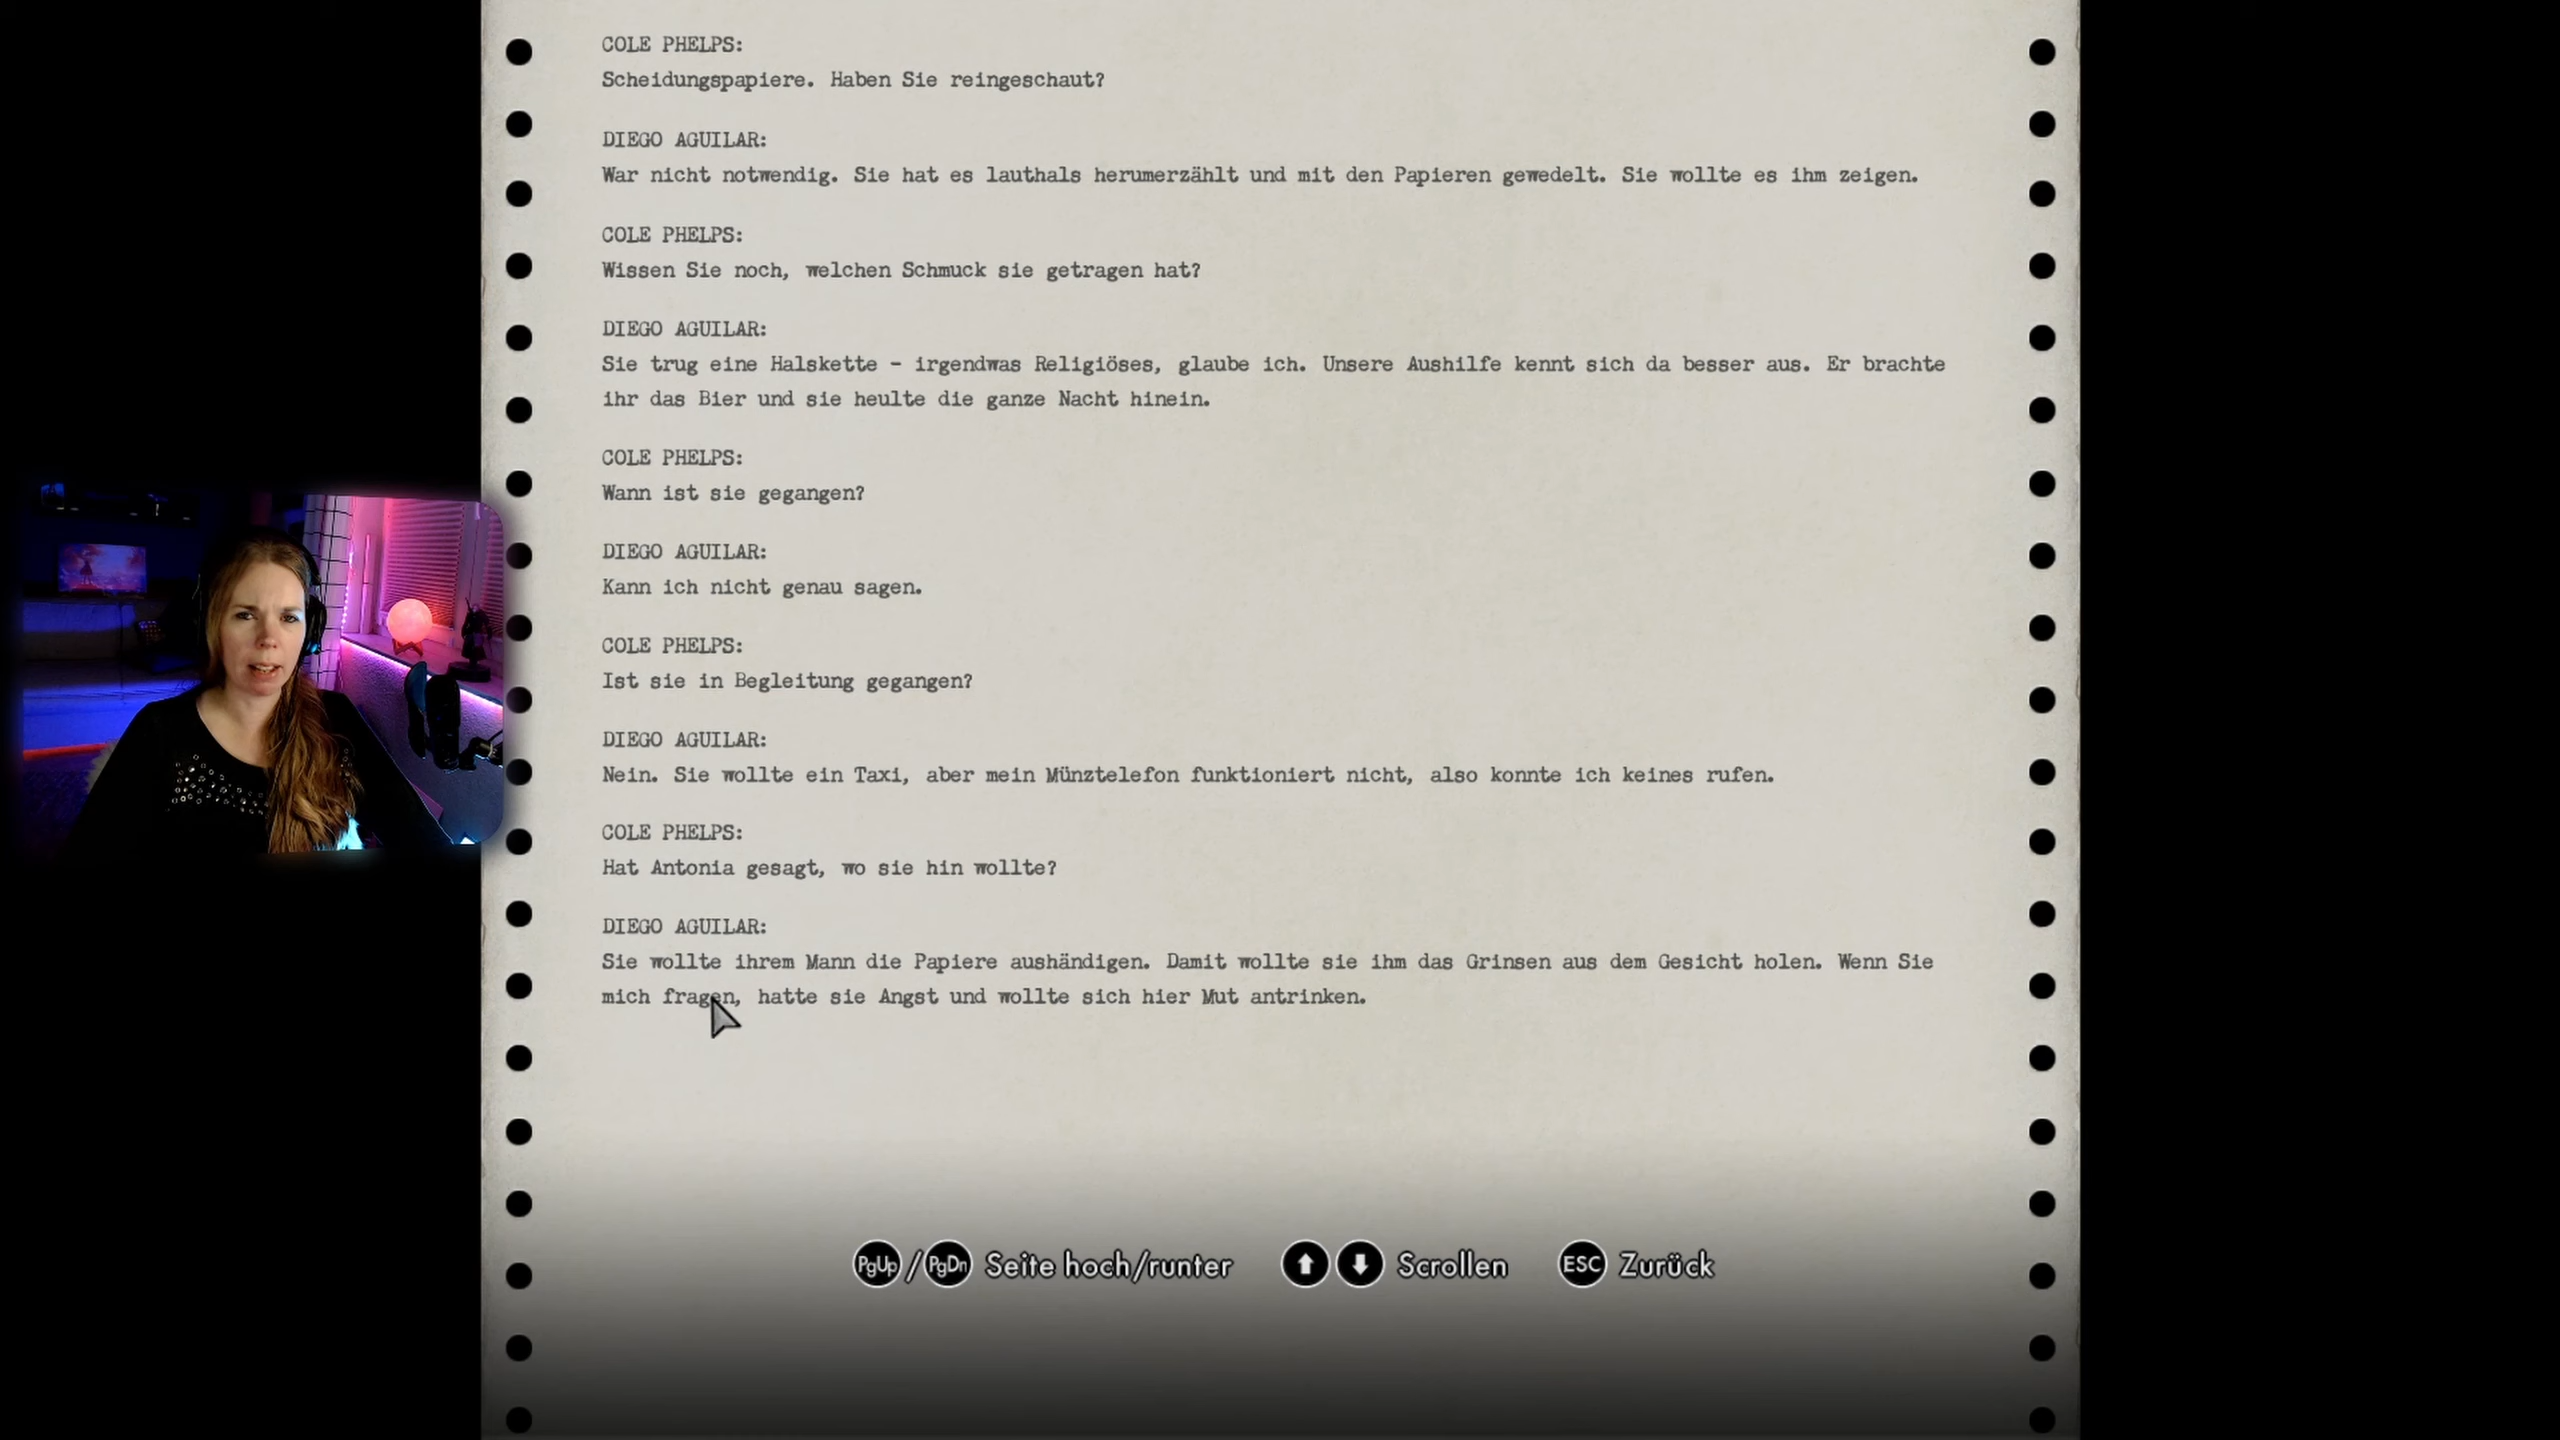 COLE PHELPS:
Scheidungspapiere. Haben Sie reingeschaut?
DIEGO AGUILAR:
War nicht notwendig. Sie hat es lauthals herumerzählt und mit den Papieren gewedelt. Sie wollte es ihm zeigen.
COLE PHELPS:
Wissen Sie noch, welchen Schmuck sie getragen hat?
DIEGO AGUILAR:
Sie trug eine Halskette - irgendwas Religiöses, glaube ich. Unsere Aushilfe kennt sich da besser aus. Er brachte
ihr das Bier und sie heulte die ganze Nacht hinein.
COLE PHELPS:
Wann ist sie gegangen?
DIEGO AGUILAR:
Kann ich nicht genau sagen.
COLE PHELPS:
Ist sie in Begleitung gegangen?
DIEGO AGUILAR:
Nein. Sie wollte ein Taxi, aber mein Münztelefon funktioniert nicht, also konnte ich keines rufen.
COLE PHELPS:
Hat Antonia gesagt, wo sie hin wollte?
DIEGO AGUILAR:
Sie wollte ihrem Mann die Papiere aushändigen. Damit wollte sie ihm das Grinsen aus dem Gesicht holen. Wenn Sie
mich fragen, hatte sie Angst und wollte sich hier Mut antrinken.
PgUp/PgDn Seite hoch/runter ⬆ ⬇ Scrollen ESC Zurück